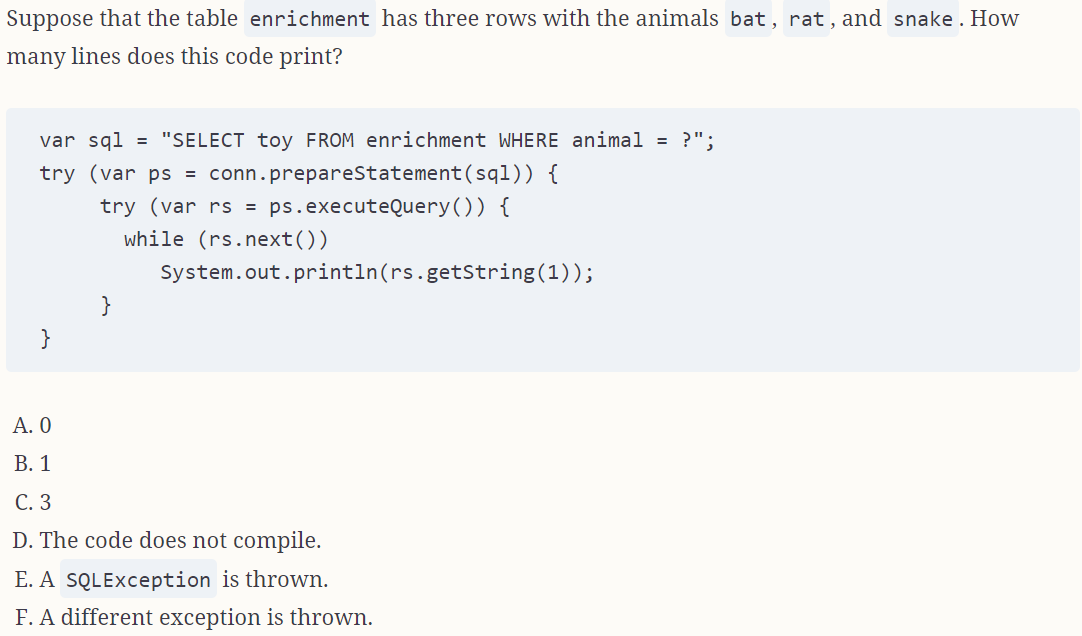 Suppose that the table enrichment has three rows with the animals bat, rat, and snake. How
many lines does this code print?
var sql = "SELECT toy FROM enrichment WHERE animal = ?";
try (var ps = conn.prepareStatement(sql)) {
     try (var rs = ps.executeQuery()) {
       while (rs.next())
          System.out.println(rs.getString(1));
     }
}
A. 0
B. 1
C. 3
D. The code does not compile.
E. A SQLException is thrown.
F. A different exception is thrown.